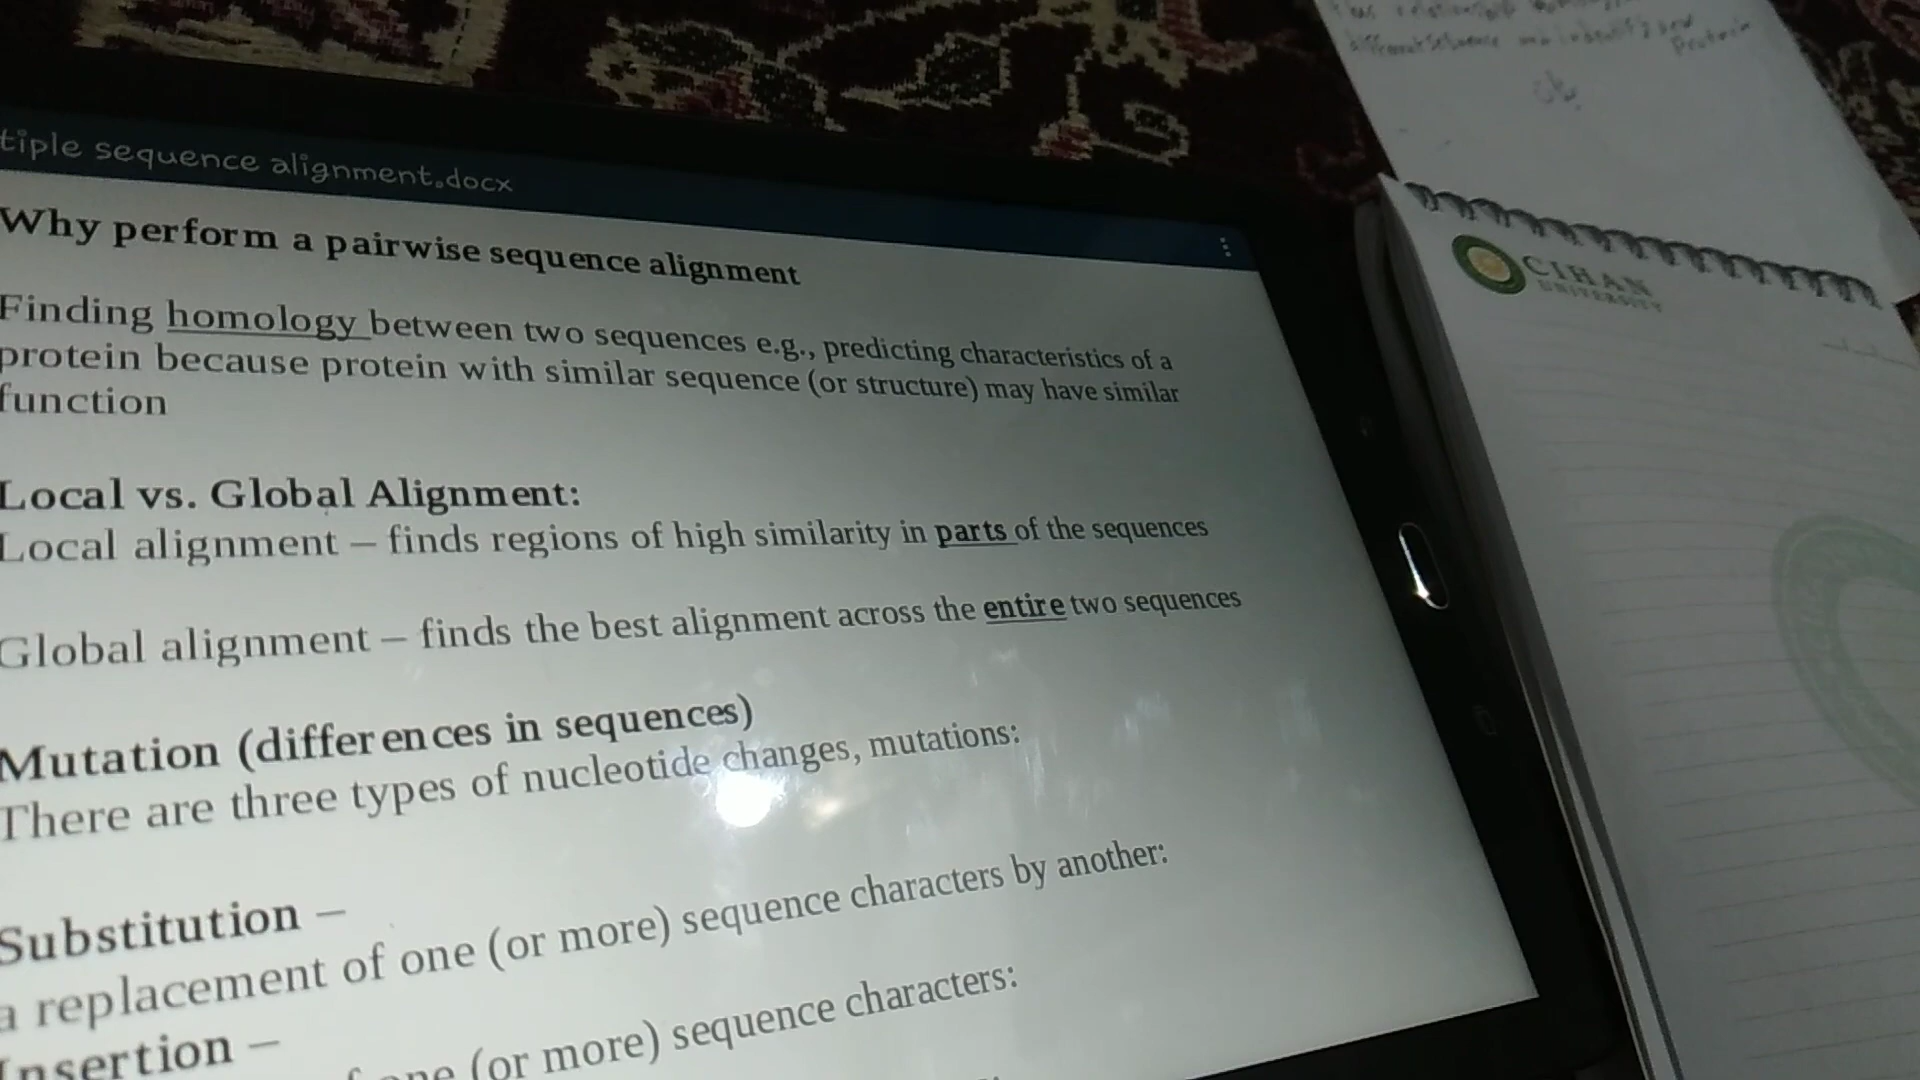 tiple sequence alignment.docx
Why perform a pairwise sequence alignment
Finding homology between two sequences e.g., predicting characteristics of a
protein because protein with similar sequence (or structure) may have similar
function
Local vs. Global Alignment:
Local alignment – finds regions of high similarity in parts of the sequences
Global alignment – finds the best alignment across the entire two sequences
Mutation (differences in sequences)
There are three types of nucleotide changes, mutations:
Substitution –
a replacement of one (or more) sequence characters by another:
Insertion –
one (or more) sequence characters:
protein
CIHAN
UNIVERSITY